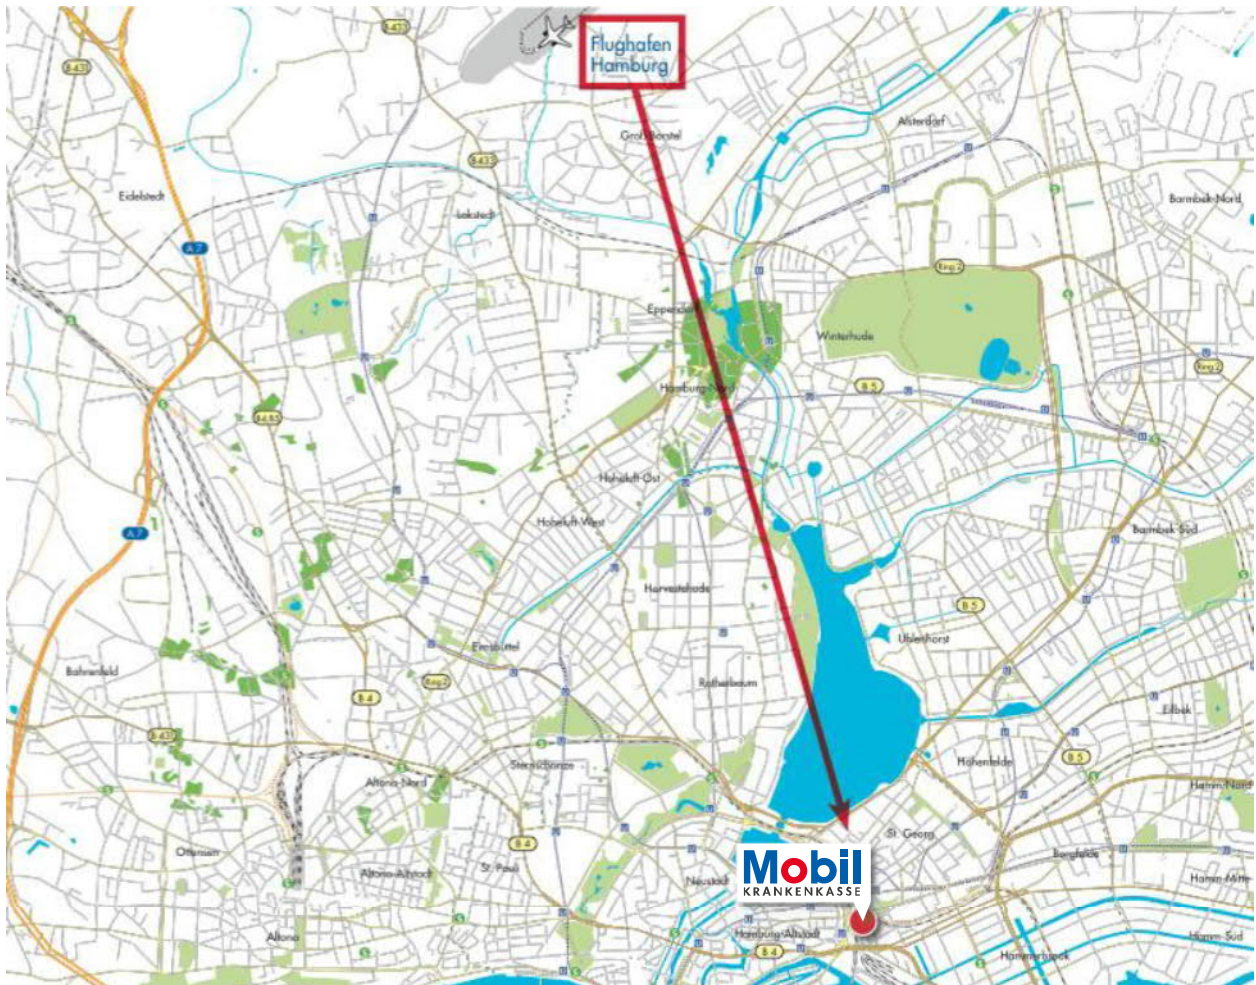 B 433
B 433
Flughafen
Hamburg
Alsterdorf
Groß Borstel
B 433
Eidelstedt
Lokstedt
Barmbek-Nord
A 7
Ring 2
Eppendorf
Winterhude
Ring 2
Hamburg-Nord
B 5
Hoheluft-Ost
Hoheluft-West
A 7
Barmbek-Süd
Harvestehude
B 5
Uhlenhorst
Eimsbüttel
Bahrenfeld
Rotherbaum
Ring 2
B 4
Eilbek
B 431
Sternschanze
Hohenfelde
B 5
Altona-Nord
Hamm-Nord
St. Georg
B 4
Ottensen
Borgfelde
Mobil
KRANKENKASSE
St. Pauli
Altona-Altstadt
Neustadt
Hamm-Mitte
Altona
Hamburg-Altstadt
Hamm-Süd
B 4
Hammerbrook